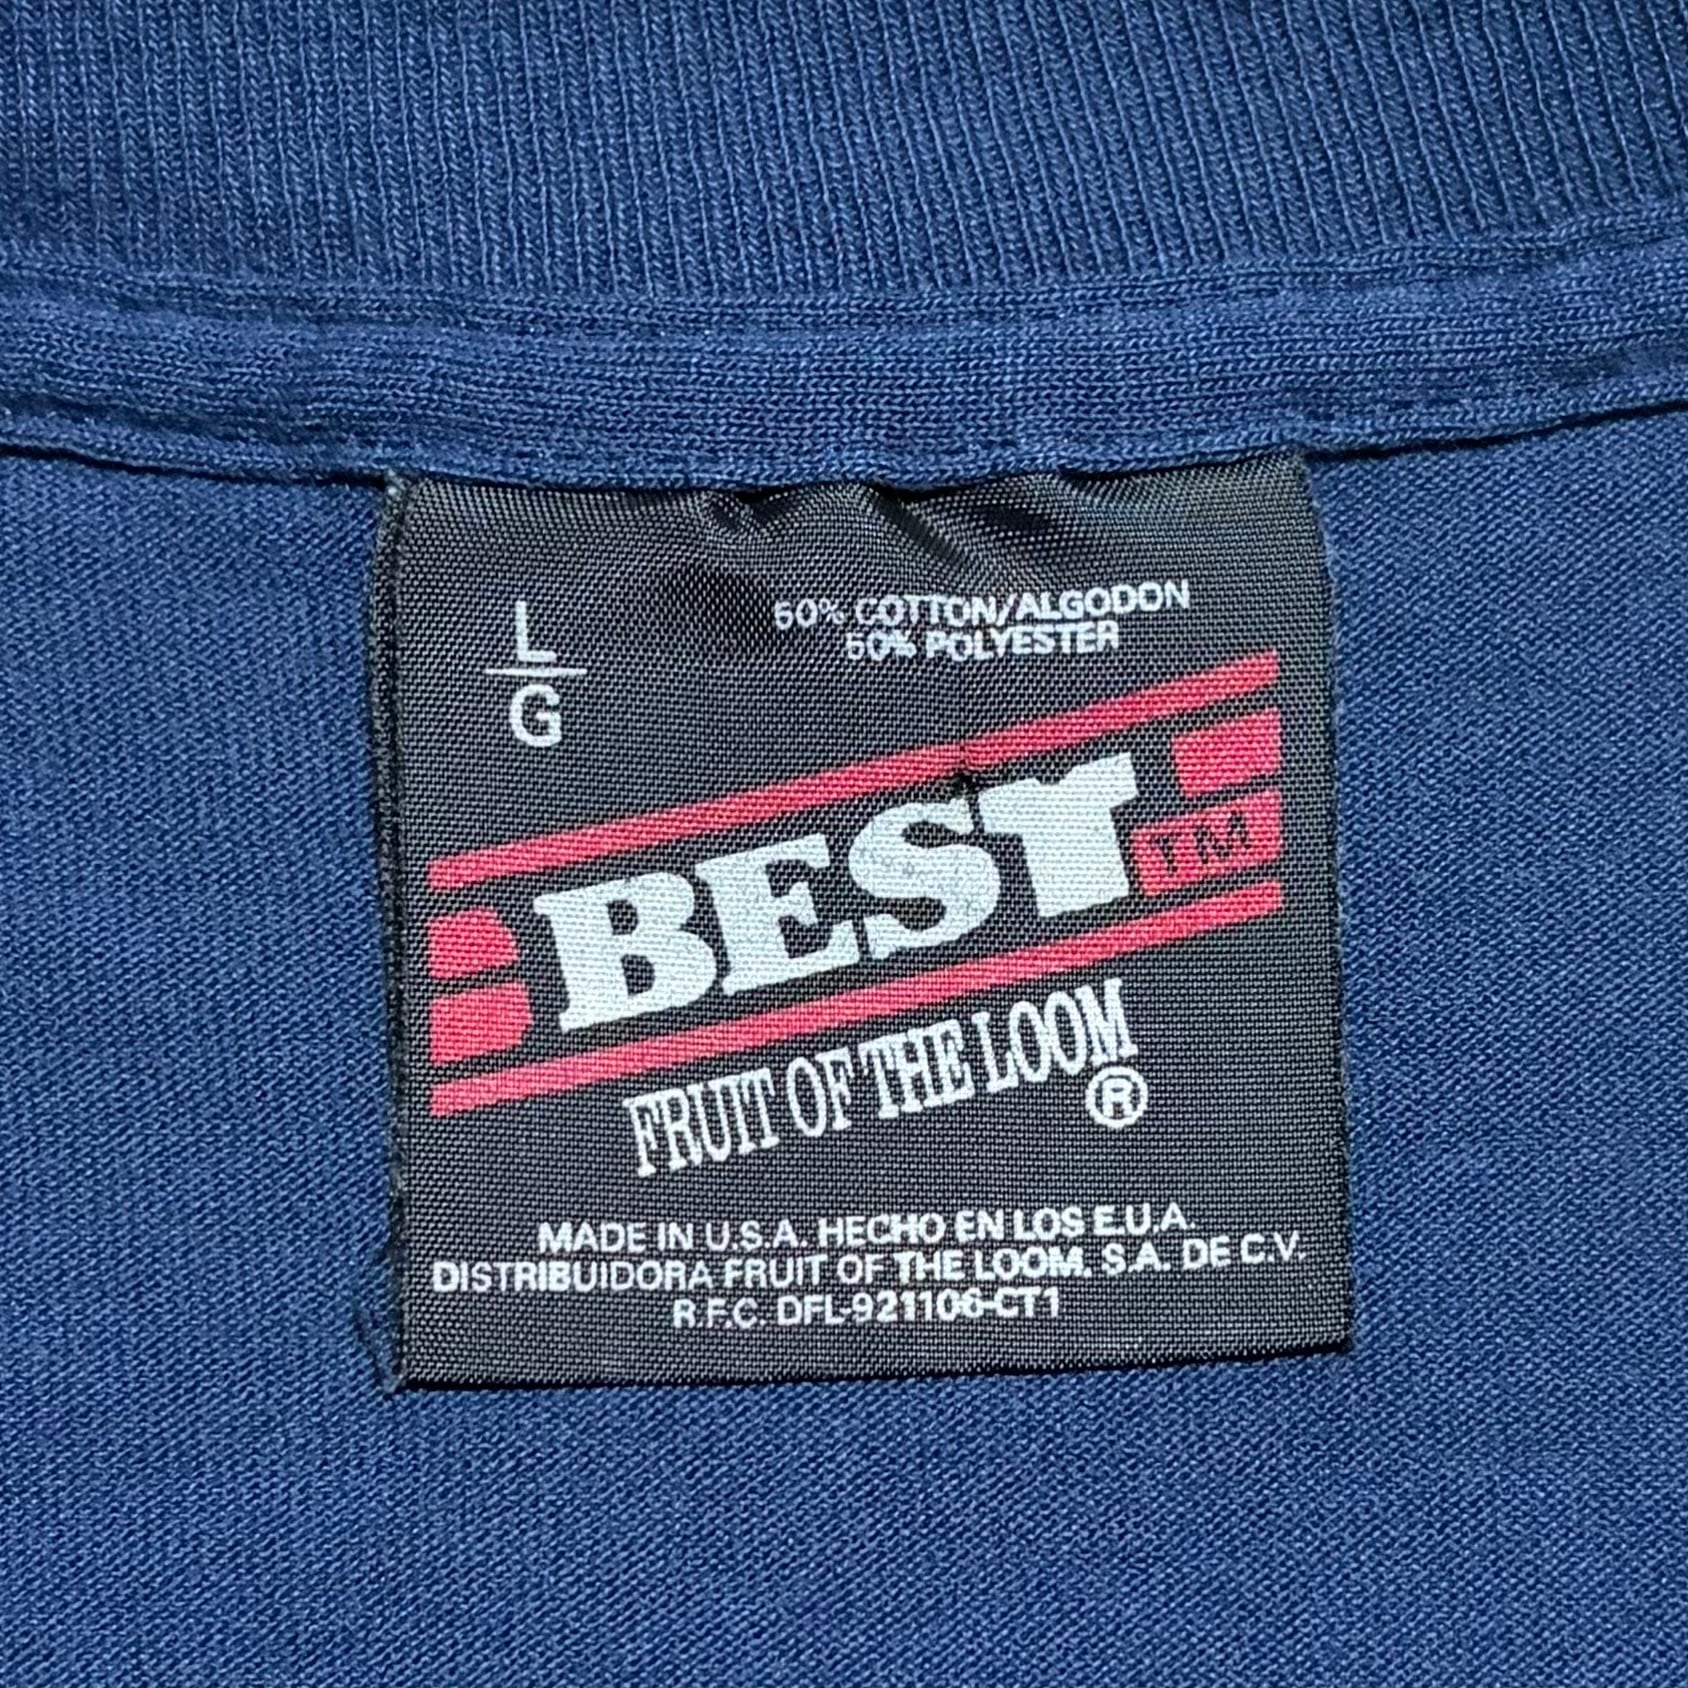 L
G
50% COTTON/ALGODON
50% POLYESTER
BEST TM
FRUIT OF THE LOOM
®
MADE IN U.S.A. HECHO EN LOS E.U.A.
DISTRIBUIDORA FRUIT OF THE LOOM, S.A. DE C.V.
R.F.C. DFL-921106-CT1